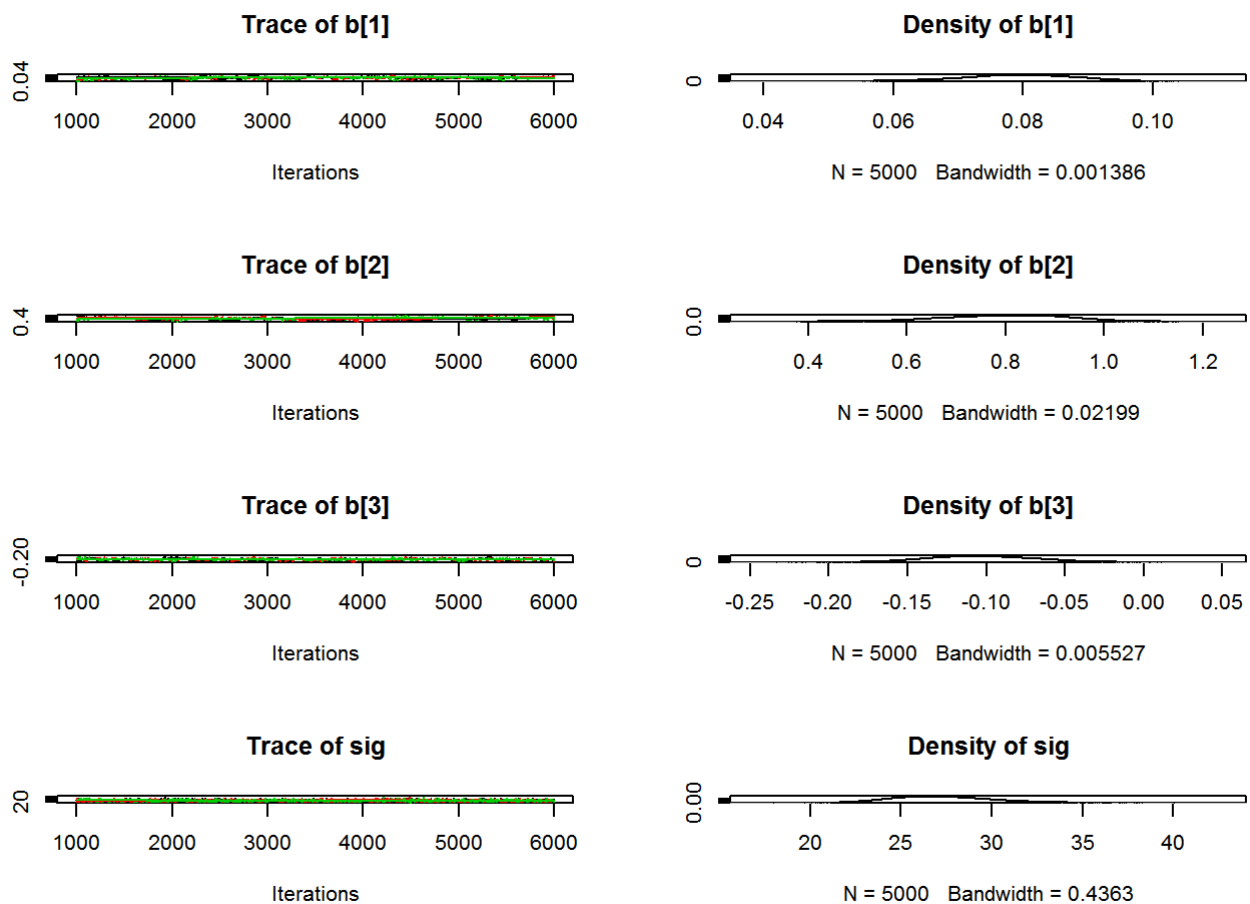 Trace of b[1]
0.04
1000 2000 3000 4000 5000 6000
Iterations
Density of b[1]
0
0.04 0.06 0.08 0.10
N = 5000 Bandwidth = 0.001386
Trace of b[2]
0.4
1000 2000 3000 4000 5000 6000
Iterations
Density of b[2]
0.0
0.4 0.6 0.8 1.0 1.2
N = 5000 Bandwidth = 0.02199
Trace of b[3]
-0.20
1000 2000 3000 4000 5000 6000
Iterations
Density of b[3]
0
-0.25 -0.20 -0.15 -0.10 -0.05 0.00 0.05
N = 5000 Bandwidth = 0.005527
Trace of sig
20
1000 2000 3000 4000 5000 6000
Iterations
Density of sig
0.00
20 25 30 35 40
N = 5000 Bandwidth = 0.4363